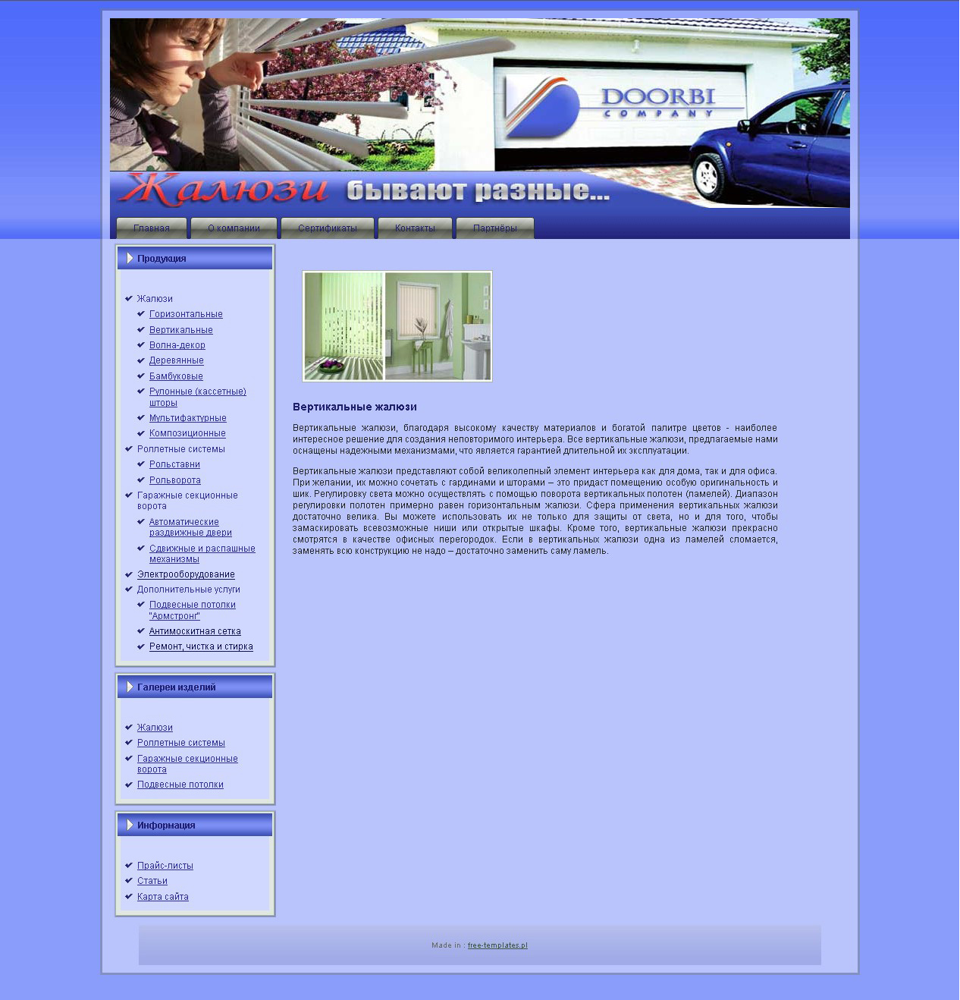 DOORBI
COMPANY
Жалюзи бывают разные...
Главная
О компании
Сертификаты
Контакты
Партнёры
Продукция
Жалюзи
Горизонтальные
Вертикальные
Волна-декор
Деревянные
Бамбуковые
Рулонные (кассетные)
шторы
Мультифактурные
Композиционные
Роллетные системы
Рольставни
Рольворота
Гаражные секционные
ворота
Автоматические
раздвижные двери
Сдвижные и распашные
механизмы
Электрооборудование
Дополнительные услуги
Подвесные потолки
"Армстронг"
Антимоскитная сетка
Ремонт, чистка и стирка
Галереи изделий
Жалюзи
Роллетные системы
Гаражные секционные
ворота
Подвесные потолки
Информация
Прайс-листы
Статьи
Карта сайта
Вертикальные жалюзи
Вертикальные жалюзи, благодаря высокому качеству материалов и богатой палитре цветов - наиболее
интересное решение для создания неповторимого интерьера. Все вертикальные жалюзи, предлагаемые нами
оснащены надежными механизмами, что является гарантией длительной их эксплуатации.
Вертикальные жалюзи представляют собой великолепный элемент интерьера как для дома, так и для офиса.
При желании, их можно сочетать с гардинами и шторами – это придаст помещению особую оригинальность и
шик. Регулировку света можно осуществлять с помощью поворота вертикальных полотен (ламелей). Диапазон
регулировки полотен примерно равен горизонтальным жалюзи. Сфера применения вертикальных жалюзи
достаточно велика. Вы можете использовать их не только для защиты от света, но и для того, чтобы
замаскировать всевозможные ниши или открытые шкафы. Кроме того, вертикальные жалюзи прекрасно
смотрятся в качестве офисных перегородок. Если в вертикальных жалюзи одна из ламелей сломается,
заменять всю конструкцию не надо – достаточно заменить саму ламель.
Made in : free-templates.pl